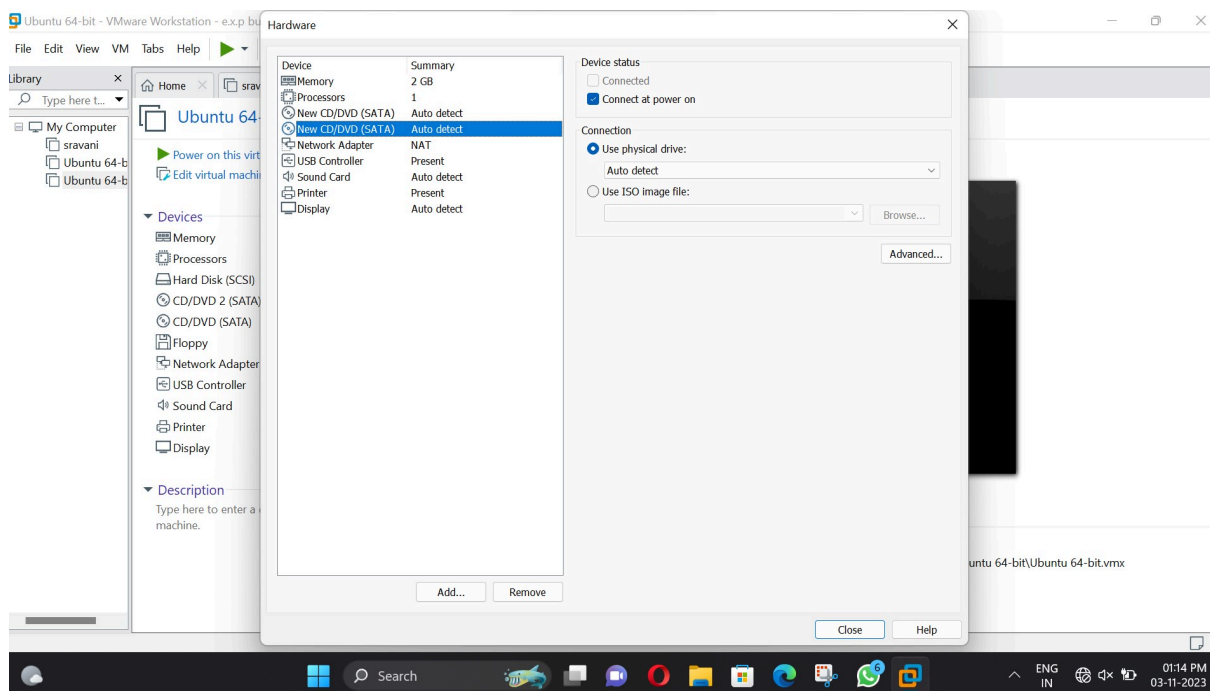 Ubuntu 64-bit - VMware Workstation - e.x.p bu
File Edit View VM Tabs Help
Library
Type here t...
My Computer
sravani
Ubuntu 64-b
Ubuntu 64-b
Home
srav
Ubuntu 64-
Power on this virt
Edit virtual machi
Devices
Memory
Processors
Hard Disk (SCSI)
CD/DVD 2 (SATA)
CD/DVD (SATA)
Floppy
Network Adapter
USB Controller
Sound Card
Printer
Display
Description
Type here to enter a
machine.
Hardware
Device Summary
Memory 2 GB
Processors 1
New CD/DVD (SATA) Auto detect
New CD/DVD (SATA) Auto detect
Network Adapter NAT
USB Controller Present
Sound Card Auto detect
Printer Present
Display Auto detect
Add... Remove
Device status
Connected
Connect at power on
Connection
Use physical drive:
Auto detect
Use ISO image file:
Browse...
Advanced...
Close Help
untu 64-bit\Ubuntu 64-bit.vmx
Search
6
ENG
IN
01:14 PM
03-11-2023